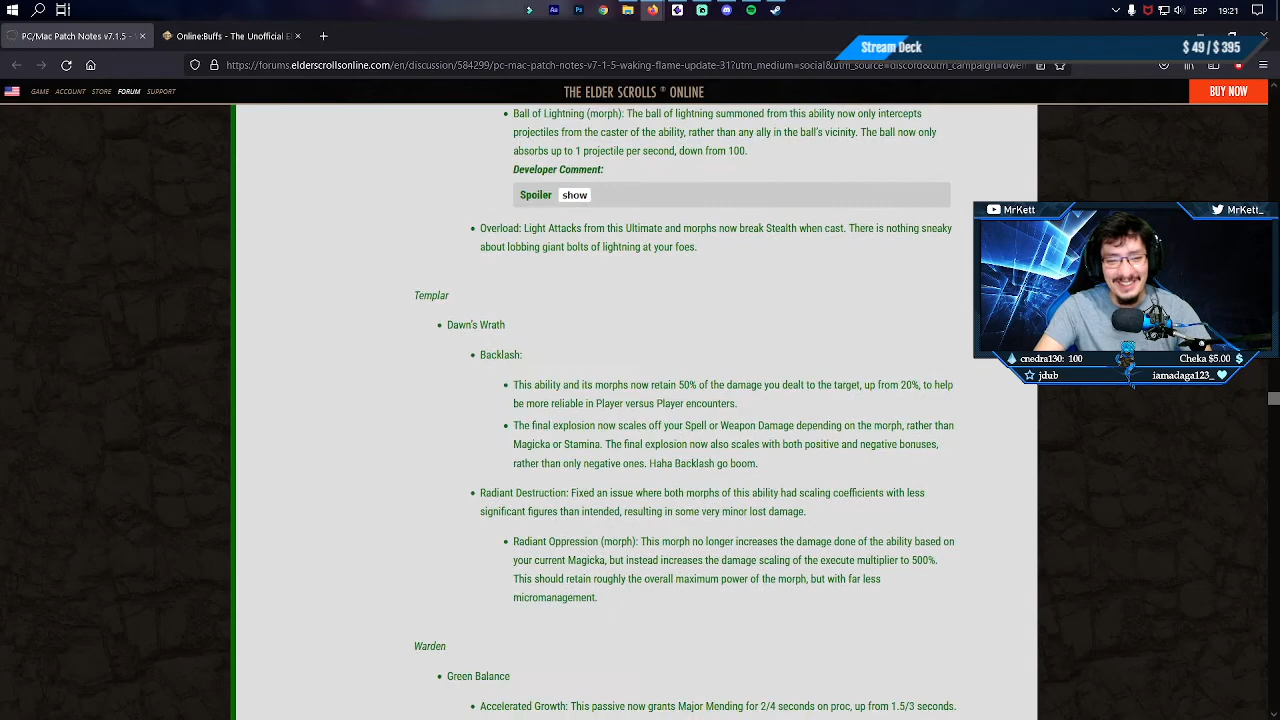 19:21
PC/Mac Patch Notes v7.1.5 -
Online:Buffs - The Unofficial El
Stream Deck
$ 49 / $ 395
https://forums.elderscrollsonline.com/en/discussion/584299/pc-mac-patch-notes-v7-1-5-waking-flame-update-31?utm_medium=social&utm_source=discord&utm_campaign=dwen
GAME ACCOUNT STORE FORUM SUPPORT
THE ELDER SCROLLS ® ONLINE
BUY NOW
• Ball of Lightning (morph): The ball of lightning summoned from this ability now only intercepts
projectiles from the caster of the ability, rather than any ally in the ball's vicinity. The ball now only
absorbs up to 1 projectile per second, down from 100.
Developer Comment:
Spoiler show
• Overload: Light Attacks from this Ultimate and morphs now break Stealth when cast. There is nothing sneaky
about lobbing giant bolts of lightning at your foes.
Templar
• Dawn's Wrath
• Backlash:
• This ability and its morphs now retain 50% of the damage you dealt to the target, up from 20%, to help
be more reliable in Player versus Player encounters.
• The final explosion now scales off your Spell or Weapon Damage depending on the morph, rather than
Magicka or Stamina. The final explosion now also scales with both positive and negative bonuses,
rather than only negative ones. Haha Backlash go boom.
• Radiant Destruction: Fixed an issue where both morphs of this ability had scaling coefficients with less
significant figures than intended, resulting in some very minor lost damage.
• Radiant Oppression (morph): This morph no longer increases the damage done of the ability based on
your current Magicka, but instead increases the damage scaling of the execute multiplier to 500%.
This should retain roughly the overall maximum power of the morph, but with far less
micromanagement.
Warden
• Green Balance
• Accelerated Growth: This passive now grants Major Mending for 2/4 seconds on proc, up from 1.5/3 seconds.
MrKett
MrKett_
cnedra130: 100
Cheka $5.00
jdub
iamadaga123_